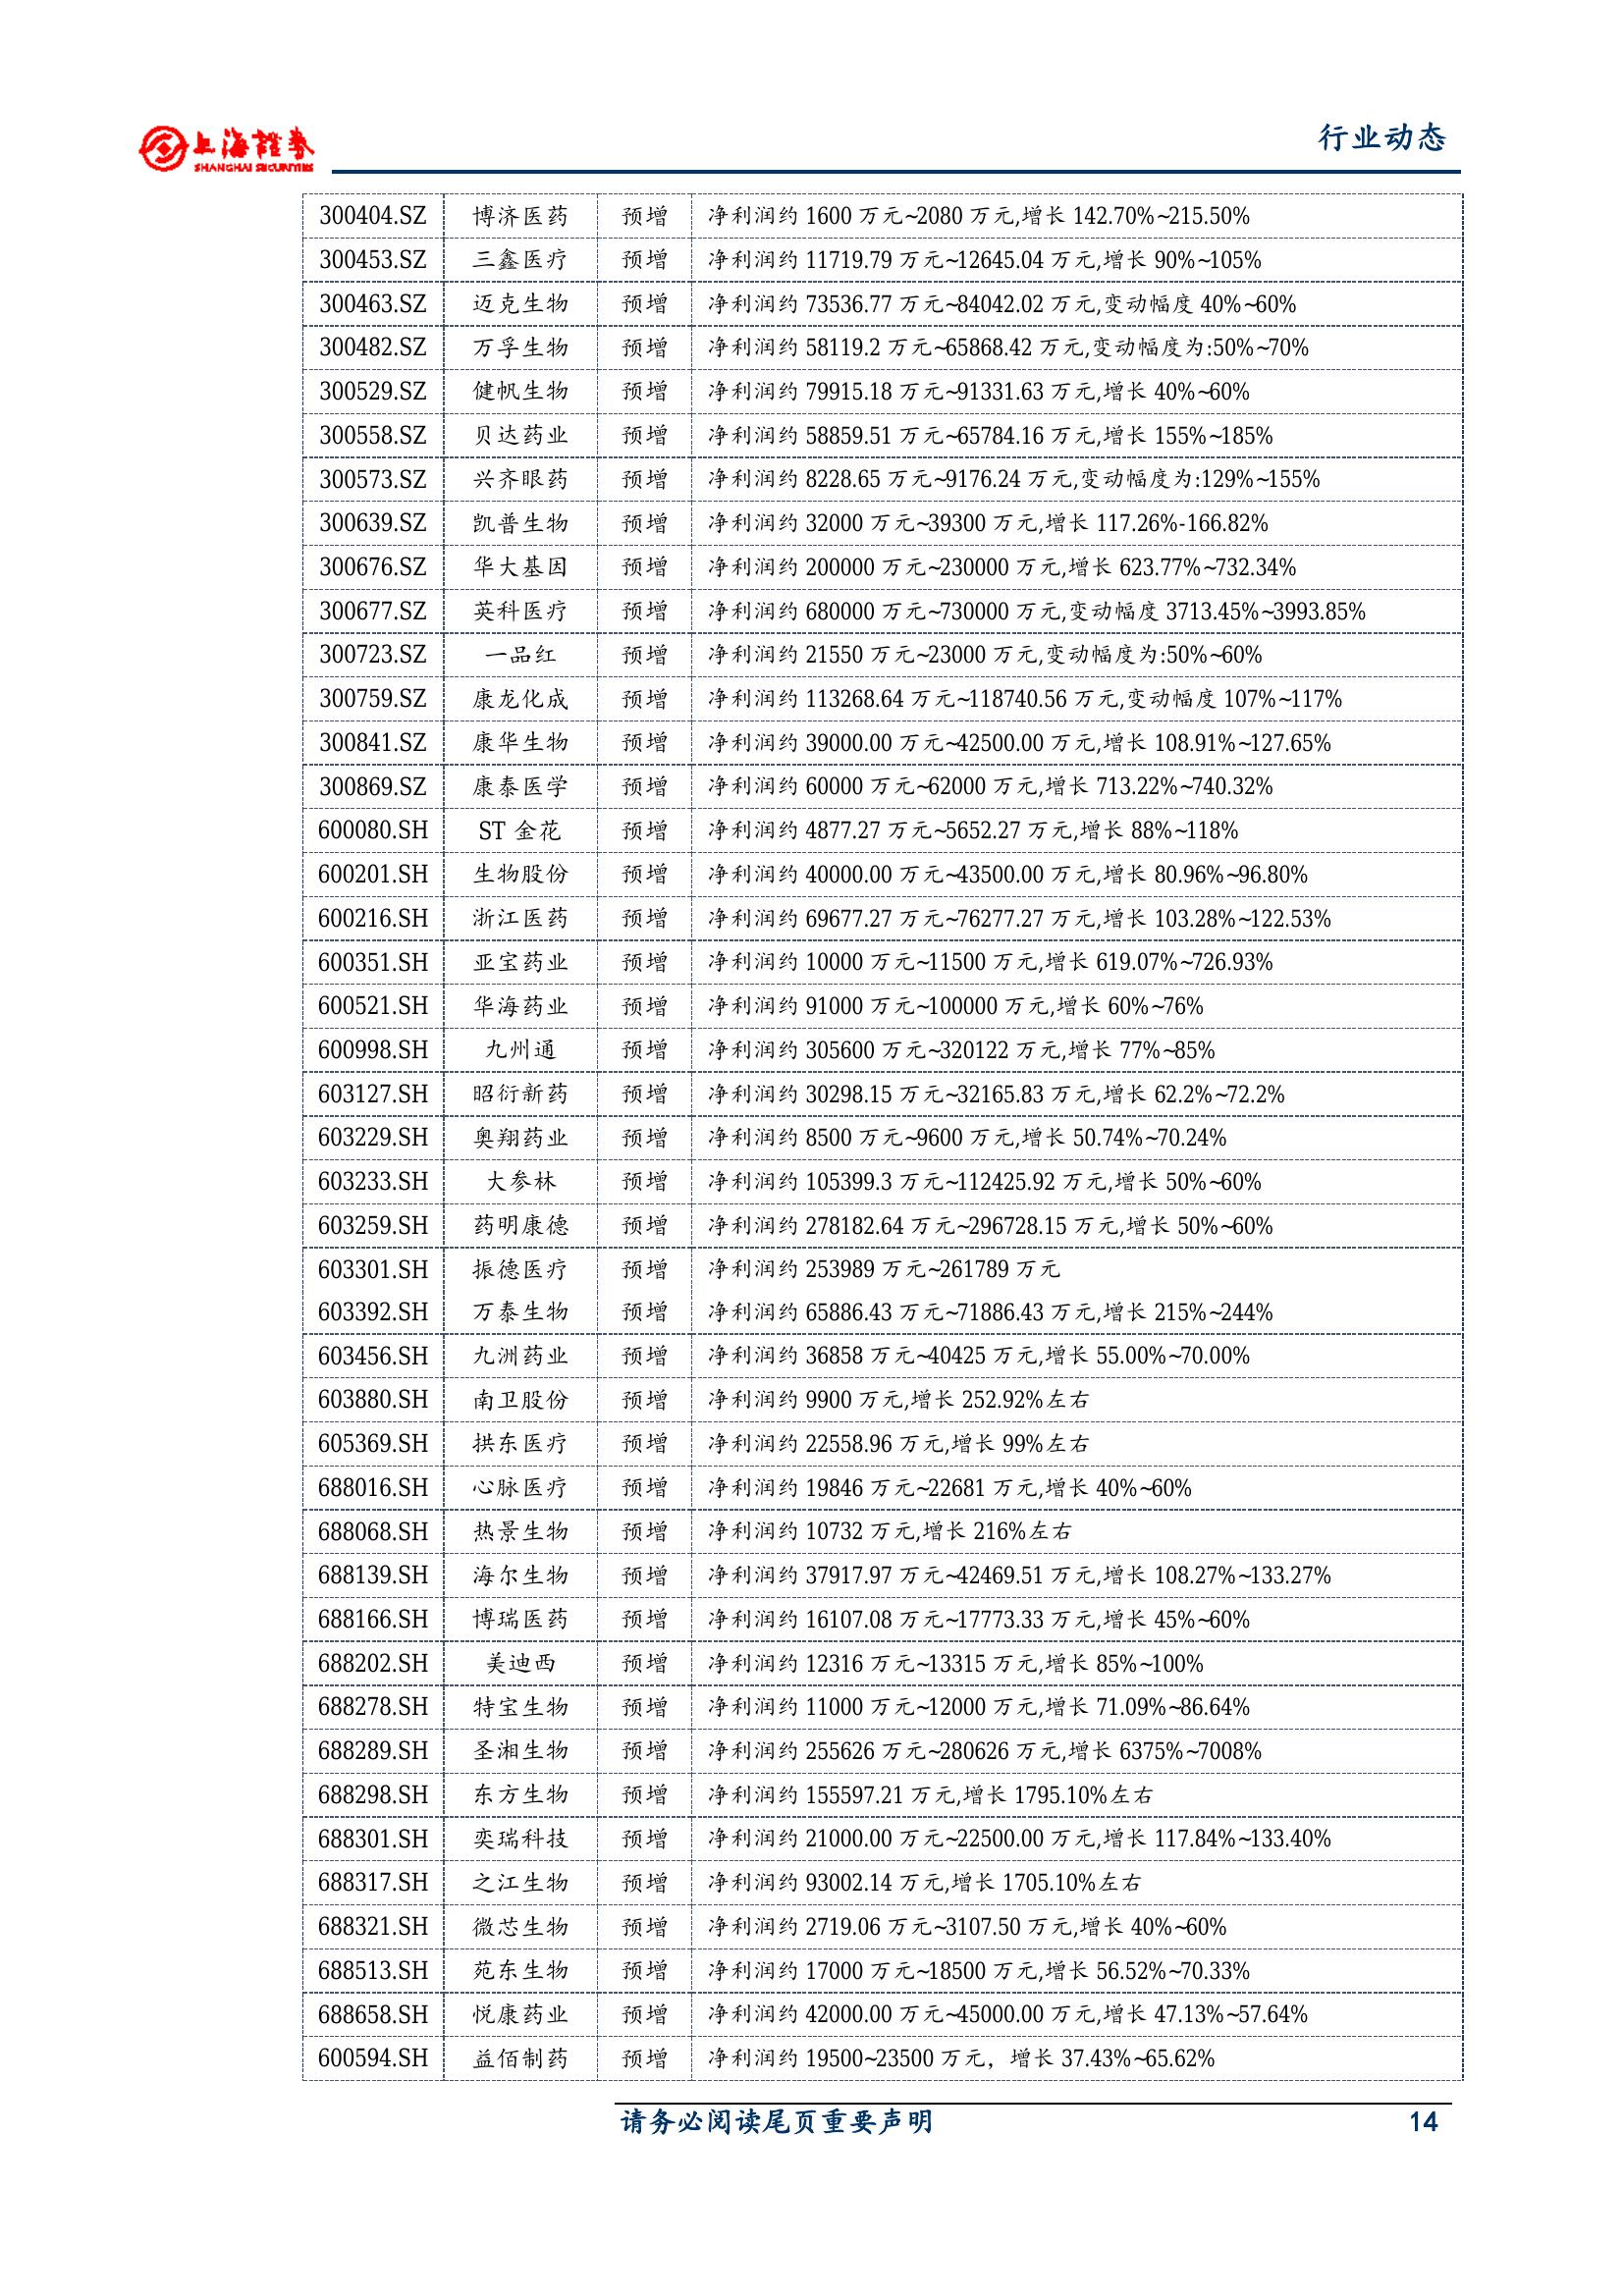 上海證券
SHANGHAI SECURITIES
行业动态
300404.SZ 博济医药 预增 净利润约 1600 万元~2080 万元,增长 142.70%~215.50%
300453.SZ 三鑫医疗 预增 净利润约 11719.79 万元~12645.04 万元,增长 90%~105%
300463.SZ 迈克生物 预增 净利润约 73536.77 万元~84042.02 万元,变动幅度 40%~60%
300482.SZ 万孚生物 预增 净利润约 58119.2 万元~65868.42 万元,变动幅度为:50%~70%
300529.SZ 健帆生物 预增 净利润约 79915.18 万元~91331.63 万元,增长 40%~60%
300558.SZ 贝达药业 预增 净利润约 58859.51 万元~65784.16 万元,增长 155%~185%
300573.SZ 兴齐眼药 预增 净利润约 8228.65 万元~9176.24 万元,变动幅度为:129%~155%
300639.SZ 凯普生物 预增 净利润约 32000 万元~39300 万元,增长 117.26%-166.82%
300676.SZ 华大基因 预增 净利润约 200000 万元~230000 万元,增长 623.77%~732.34%
300677.SZ 英科医疗 预增 净利润约 680000 万元~730000 万元,变动幅度 3713.45%~3993.85%
300723.SZ 一品红 预增 净利润约 21550 万元~23000 万元,变动幅度为:50%~60%
300759.SZ 康龙化成 预增 净利润约 113268.64 万元~118740.56 万元,变动幅度 107%~117%
300841.SZ 康华生物 预增 净利润约 39000.00 万元~42500.00 万元,增长 108.91%~127.65%
300869.SZ 康泰医学 预增 净利润约 60000 万元~62000 万元,增长 713.22%~740.32%
600080.SH ST 金花 预增 净利润约 4877.27 万元~5652.27 万元,增长 88%~118%
600201.SH 生物股份 预增 净利润约 40000.00 万元~43500.00 万元,增长 80.96%~96.80%
600216.SH 浙江医药 预增 净利润约 69677.27 万元~76277.27 万元,增长 103.28%~122.53%
600351.SH 亚宝药业 预增 净利润约 10000 万元~11500 万元,增长 619.07%~726.93%
600521.SH 华海药业 预增 净利润约 91000 万元~100000 万元,增长 60%~76%
600998.SH 九州通 预增 净利润约 305600 万元~320122 万元,增长 77%~85%
603127.SH 昭衍新药 预增 净利润约 30298.15 万元~32165.83 万元,增长 62.2%~72.2%
603229.SH 奥翔药业 预增 净利润约 8500 万元~9600 万元,增长 50.74%~70.24%
603233.SH 大参林 预增 净利润约 105399.3 万元~112425.92 万元,增长 50%~60%
603259.SH 药明康德 预增 净利润约 278182.64 万元~296728.15 万元,增长 50%~60%
603301.SH 振德医疗 预增 净利润约 253989 万元~261789 万元
603392.SH 万泰生物 预增 净利润约 65886.43 万元~71886.43 万元,增长 215%~244%
603456.SH 九洲药业 预增 净利润约 36858 万元~40425 万元,增长 55.00%~70.00%
603880.SH 南卫股份 预增 净利润约 9900 万元,增长 252.92%左右
605369.SH 拱东医疗 预增 净利润约 22558.96 万元,增长 99%左右
688016.SH 心脉医疗 预增 净利润约 19846 万元~22681 万元,增长 40%~60%
688068.SH 热景生物 预增 净利润约 10732 万元,增长 216%左右
688139.SH 海尔生物 预增 净利润约 37917.97 万元~42469.51 万元,增长 108.27%~133.27%
688166.SH 博瑞医药 预增 净利润约 16107.08 万元~17773.33 万元,增长 45%~60%
688202.SH 美迪西 预增 净利润约 12316 万元~13315 万元,增长 85%~100%
688278.SH 特宝生物 预增 净利润约 11000 万元~12000 万元,增长 71.09%~86.64%
688289.SH 圣湘生物 预增 净利润约 255626 万元~280626 万元,增长 6375%~7008%
688298.SH 东方生物 预增 净利润约 155597.21 万元,增长 1795.10%左右
688301.SH 奕瑞科技 预增 净利润约 21000.00 万元~22500.00 万元,增长 117.84%~133.40%
688317.SH 之江生物 预增 净利润约 93002.14 万元,增长 1705.10%左右
688321.SH 微芯生物 预增 净利润约 2719.06 万元~3107.50 万元,增长 40%~60%
688513.SH 苑东生物 预增 净利润约 17000 万元~18500 万元,增长 56.52%~70.33%
688658.SH 悦康药业 预增 净利润约 42000.00 万元~45000.00 万元,增长 47.13%~57.64%
600594.SH 益佰制药 预增 净利润约 19500~23500 万元，增长 37.43%~65.62%
请务必阅读尾页重要声明 14